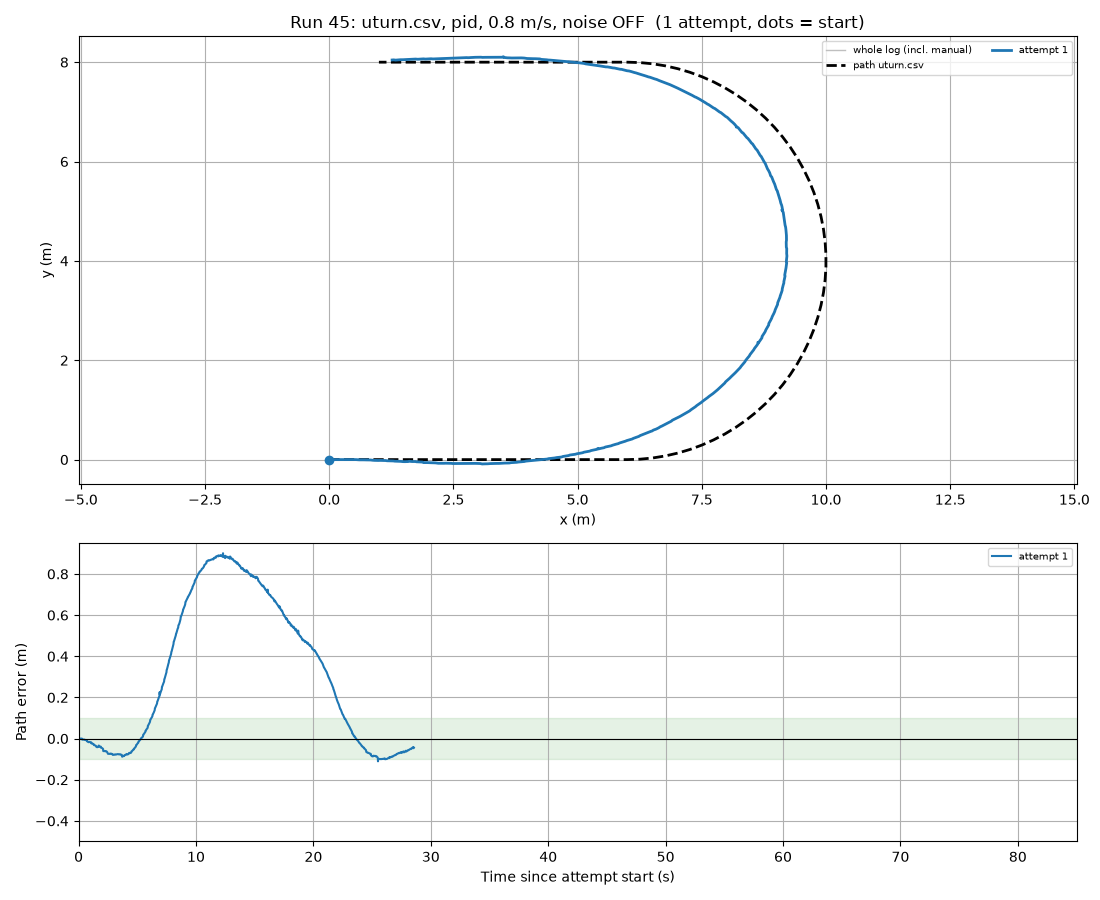 Run 45: uturn.csv, pid, 0.8 m/s, noise OFF  (1 attempt, dots = start)
whole log (incl. manual)
path uturn.csv
attempt 1
y (m)
8
6
4
2
0
−5.0 −2.5 0.0 2.5 5.0 7.5 10.0 12.5 15.0
x (m)
attempt 1
Path error (m)
0.8
0.6
0.4
0.2
0.0
−0.2
−0.4
0 10 20 30 40 50 60 70 80
Time since attempt start (s)